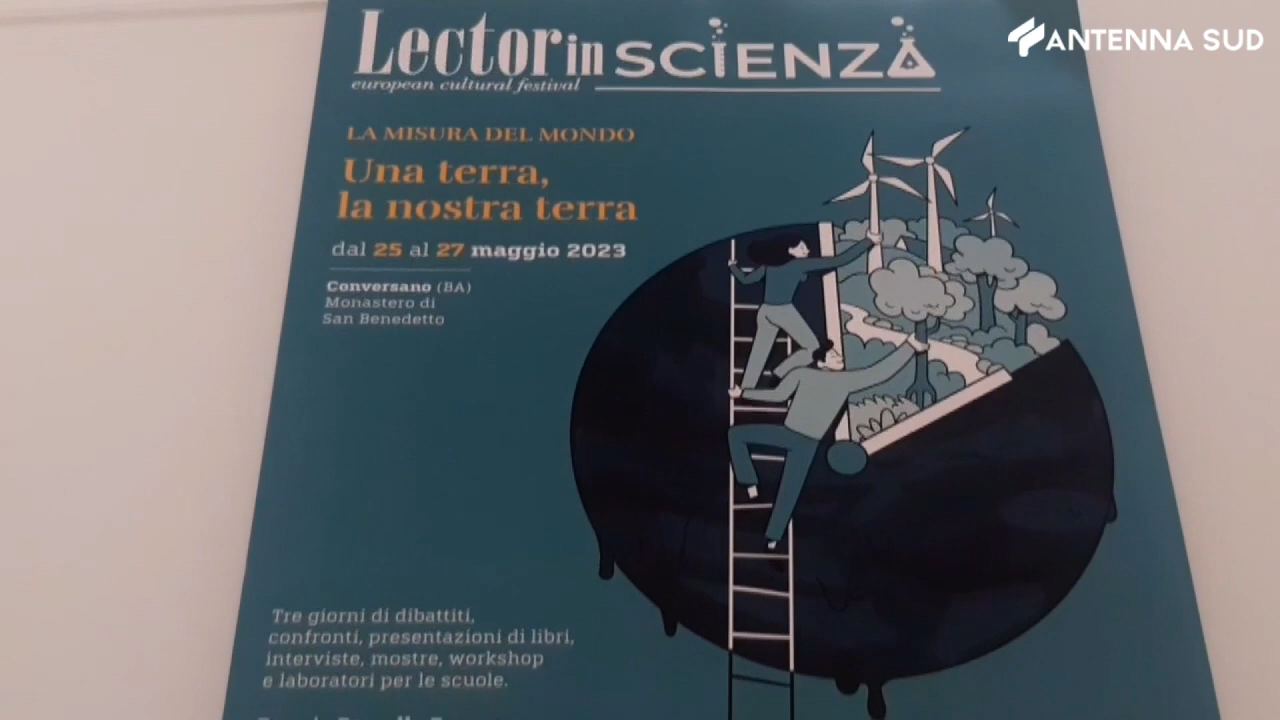 Lector in SCIENZA
european cultural festival
ANTENNA SUD
LA MISURA DEL MONDO
Una terra,
la nostra terra
dal 25 al 27 maggio 2023
Conversano (BA)
Monastero di
San Benedetto
Tre giorni di dibattiti,
confronti, presentazioni di libri,
interviste, mostre, workshop
e laboratori per le scuole.